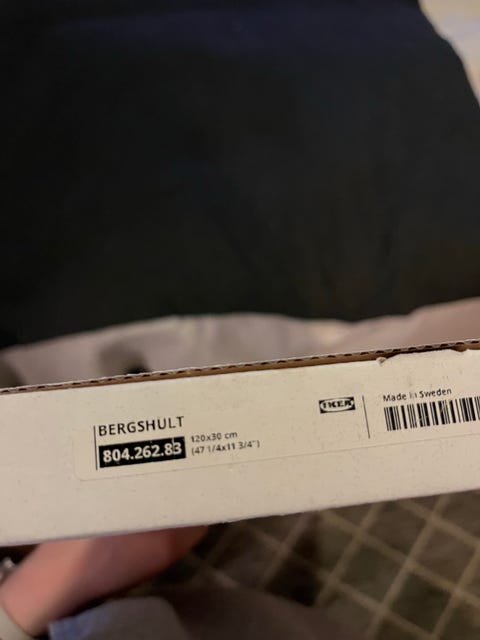 BERGSHULT
804.262.83
120x30 cm
(47 1/4x11 3/4")
IKEA
Made in Sweden